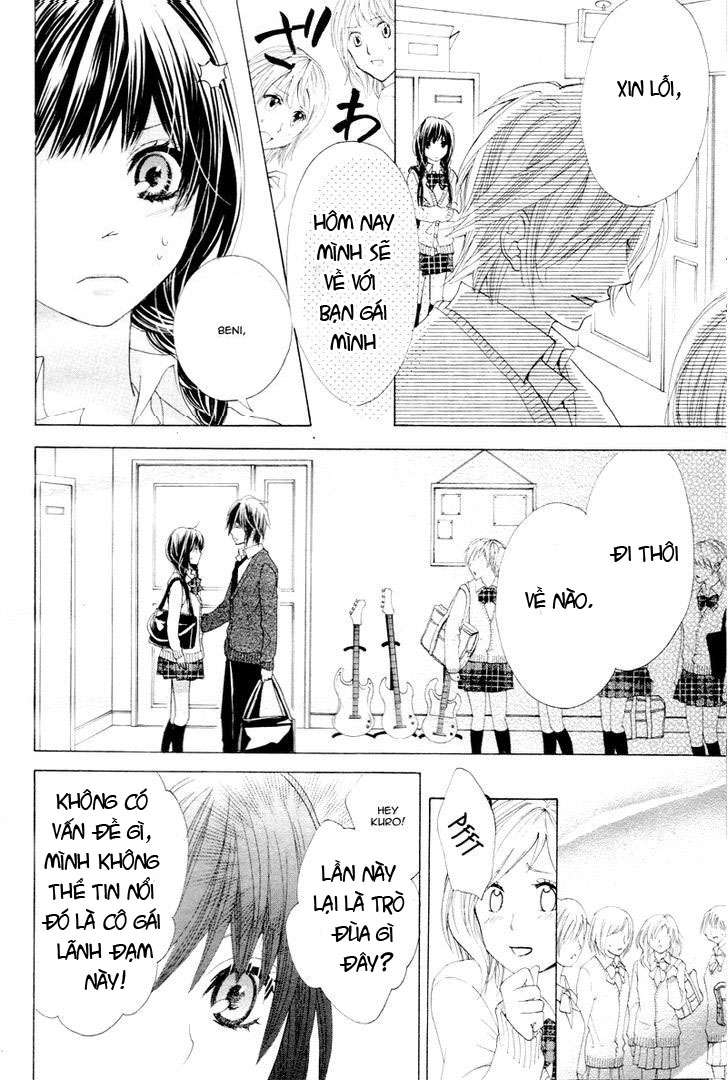 XIN LỖI,
ざ
わ
HÔM NAY
MÌNH SẼ
VỀ VỚI
BẠN GÁI
MÌNH
BENI,
ĐI THÔI
VỀ NÀO.
PFFT
HEY
KURO!
LẦN NÀY
LẠI LÀ TRÒ
ĐÙA GÌ
ĐÂY?
KHÔNG CÓ
VẤN ĐỀ GÌ,
MÌNH KHÔNG
THỂ TIN NỔI
ĐÓ LÀ CÔ GÁI
LÃNH ĐẠM
NÀY!